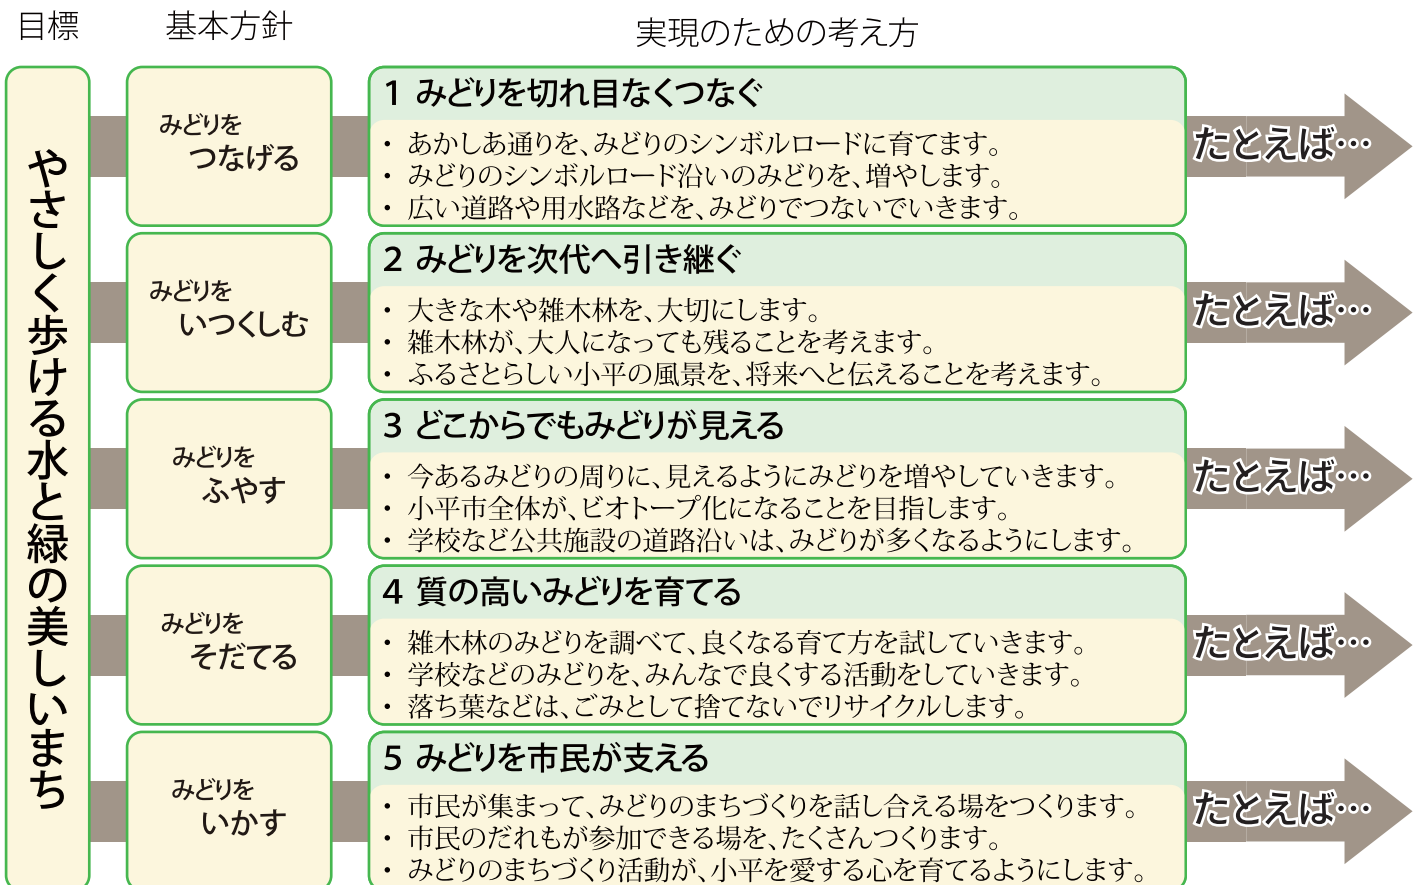 目標
基本方針
実現のための考え方
やさしく歩ける水と緑の美しいまち
みどりを
つなげる
1 みどりを切れ目なくつなぐ
・ あかしあ通りを、みどりのシンボルロードに育てます。
・ みどりのシンボルロード沿いのみどりを、増やします。
・ 広い道路や用水路などを、みどりでつないでいきます。
たとえば…
みどりを
いつくしむ
2 みどりを次代へ引き継ぐ
・ 大きな木や雑木林を、大切にします。
・ 雑木林が、大人になっても残ることを考えます。
・ ふるさとらしい小平の風景を、将来へと伝えることを考えます。
たとえば…
みどりを
ふやす
3 どこからでもみどりが見える
・ 今あるみどりの周りに、見えるようにみどりを増やしていきます。
・ 小平市全体が、ビオトープ化になることを目指します。
・ 学校など公共施設の道路沿いは、みどりが多くなるようにします。
たとえば…
みどりを
そだてる
4 質の高いみどりを育てる
・ 雑木林のみどりを調べて、良くなる育て方を試していきます。
・ 学校などのみどりを、みんなで良くする活動をしていきます。
・ 落ち葉などは、ごみとして捨てないでリサイクルします。
たとえば…
みどりを
いかす
5 みどりを市民が支える
・ 市民が集まって、みどりのまちづくりを話し合える場をつくります。
・ 市民のだれもが参加できる場を、たくさんつくります。
・ みどりのまちづくり活動が、小平を愛する心を育てるようにします。
たとえば…